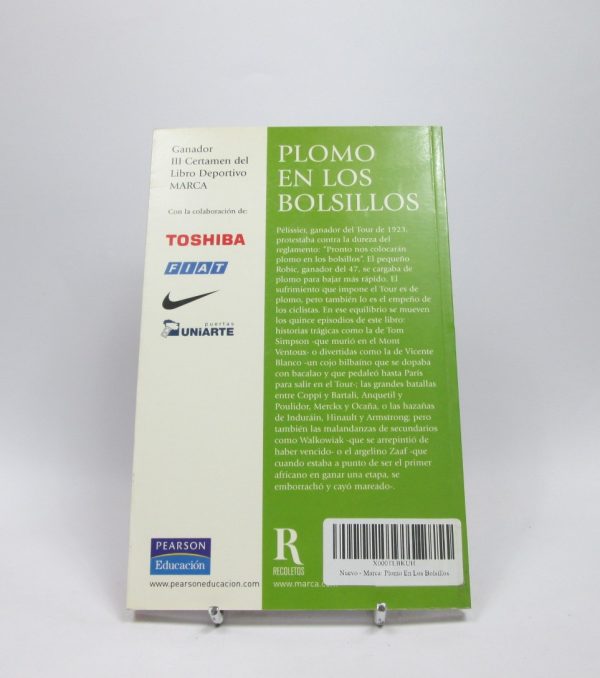 Ganador
III Certamen del
Libro Deportivo
MARCA
Con la colaboración de:
TOSHIBA
FIAT
puertas
UNiARTE
PEARSON
Educación
www.pearsoneducacion.com
PLOMO
EN LOS
BOLSILLOS
Pélissier, ganador del Tour de 1923,
protestaba contra la dureza del
reglamento: "Pronto nos colocarán
plomo en los bolsillos". El pequeño
Robic, ganador del 47, se cargaba de
plomo para bajar más rápido. El
sufrimiento que impone el Tour es de
plomo, pero también lo es el empeño de
los ciclistas. En ese equilibrio se mueven
los quince episodios de este libro:
historias trágicas como la de Tom
Simpson -que murió en el Mont
Ventoux- o divertidas como la de Vicente
Blanco -un cojo bilbaíno que se dopaba
con bacalao y que pedaleó hasta París
para salir en el Tour-; las grandes batallas
entre Coppi y Bartali, Anquetil y
Poulidor, Merckx y Ocaña, o las hazañas
de Induráin, Hinault y Armstrong; pero
también las malandanzas de secundarios
como Walkowiak -que se arrepintió de
haber vencido- o el argelino Zaaf -que
cuando estaba a punto de ser el primer
africano en ganar una etapa, se
emborrachó y cayó mareado-.
R
RECOLETOS
www.marca.com
Nuevo - Marca: Plomo En Los Bolsillos